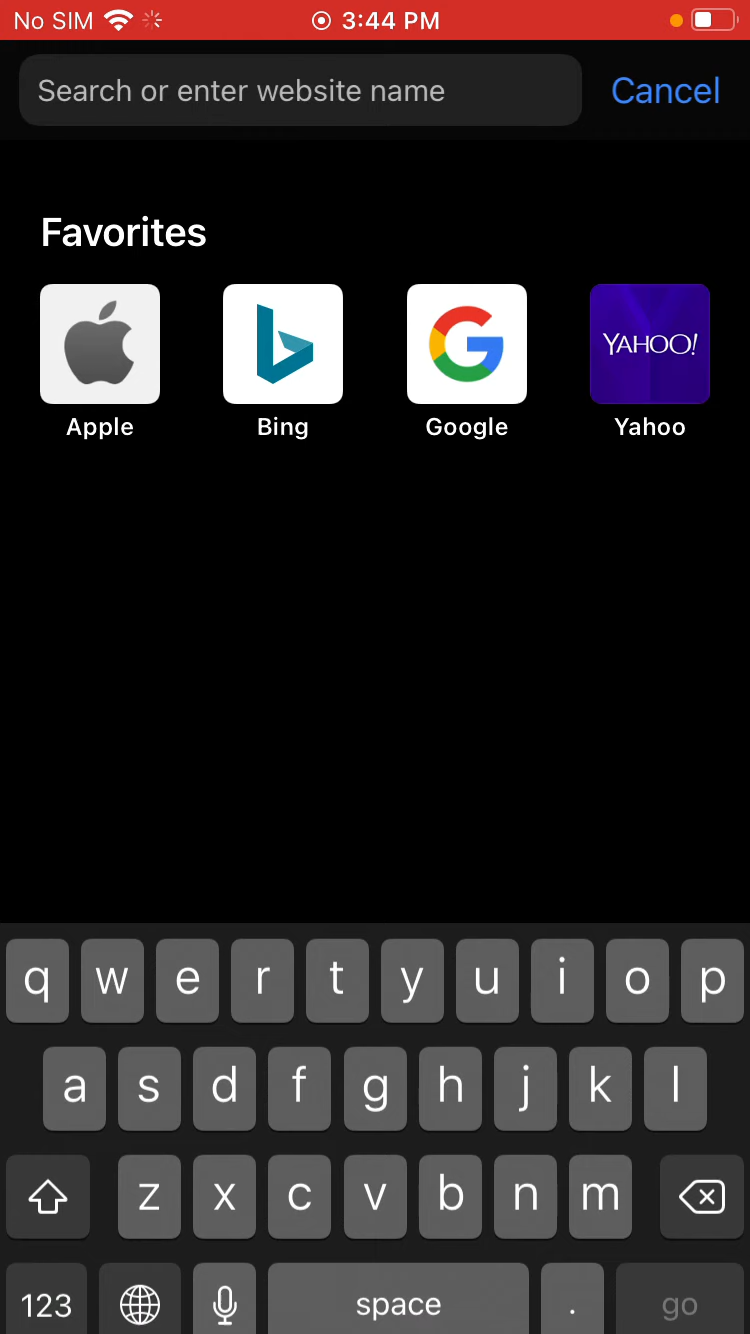 No SIM 3:44 PM
Search or enter website name Cancel
Favorites
YAHOO!
Apple Bing Google Yahoo
q w e r t y u i o p
a s d f g h j k l
z x c v b n m
123 space . go